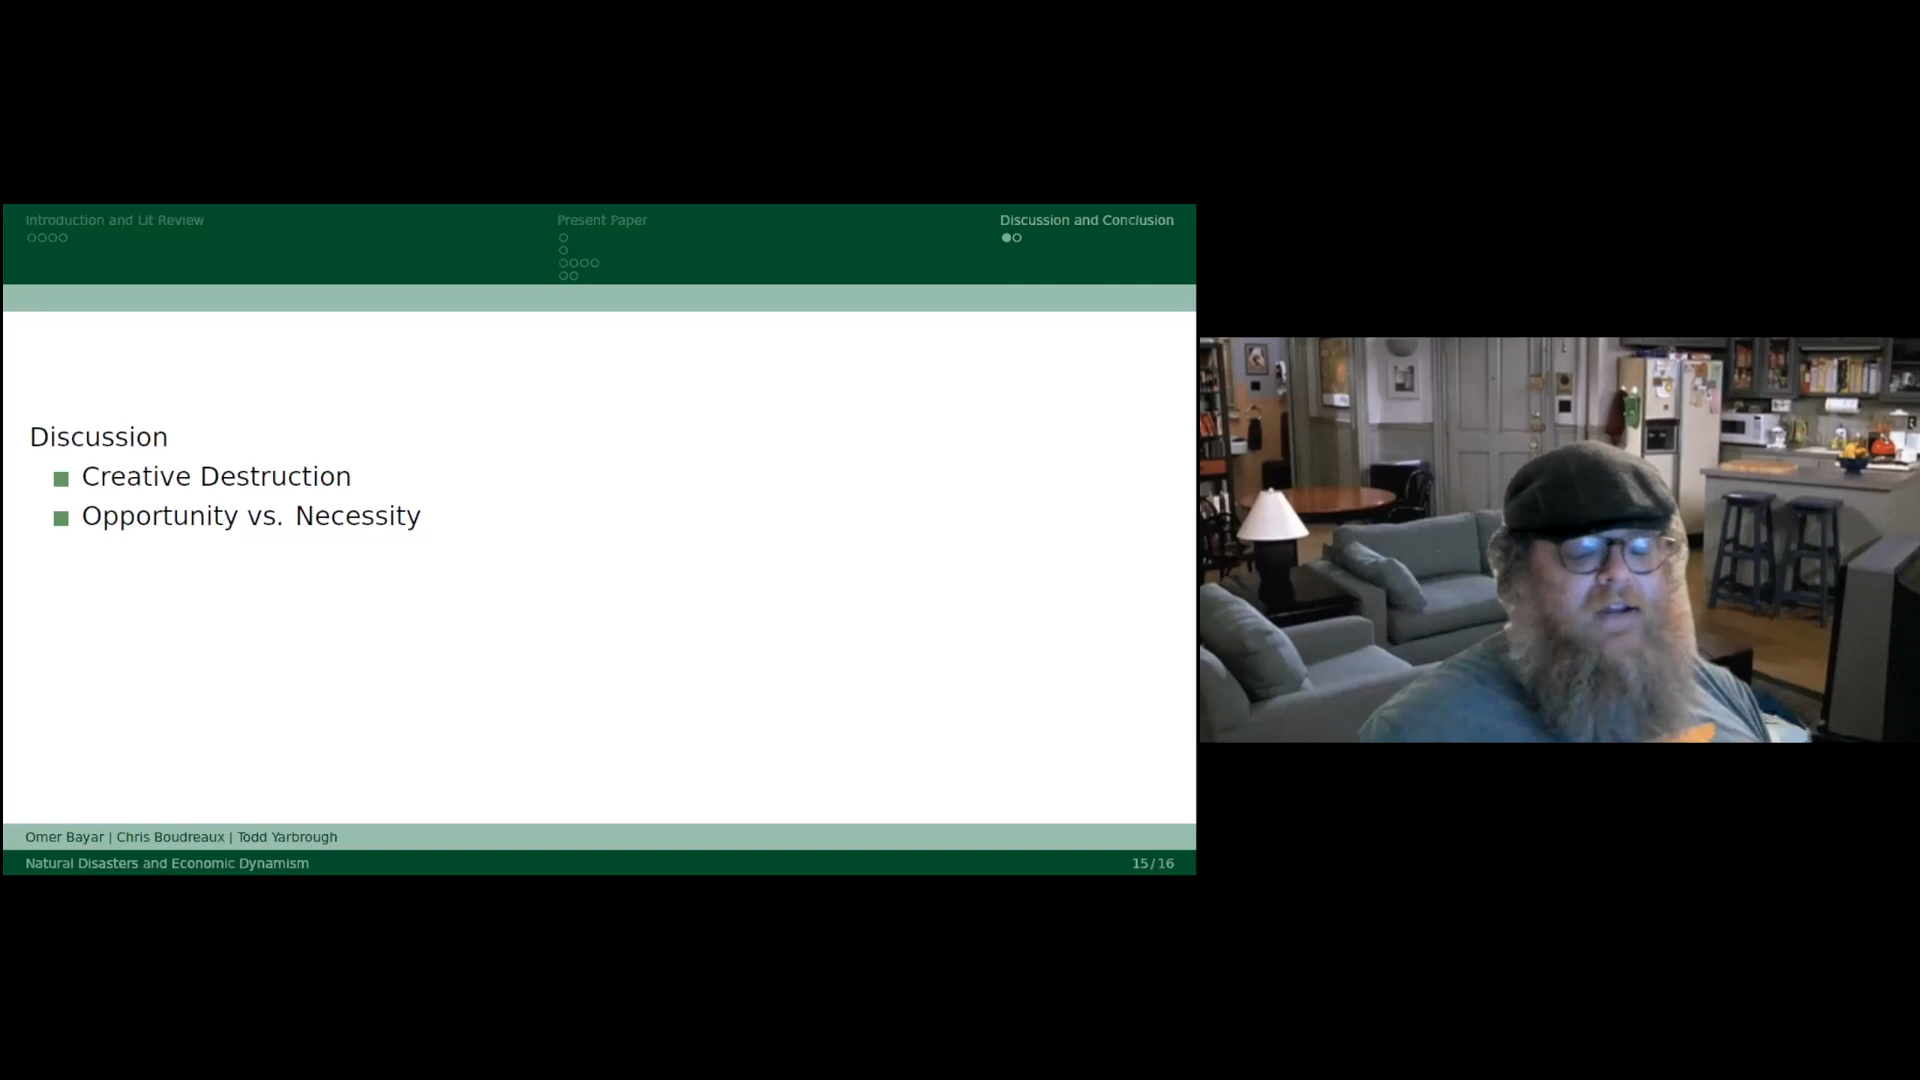 Introduction and Lit Review
Present Paper
Discussion and Conclusion
Discussion
Creative Destruction
Opportunity vs. Necessity
Omer Bayar | Chris Boudreaux | Todd Yarbrough
Natural Disasters and Economic Dynamism
15/16